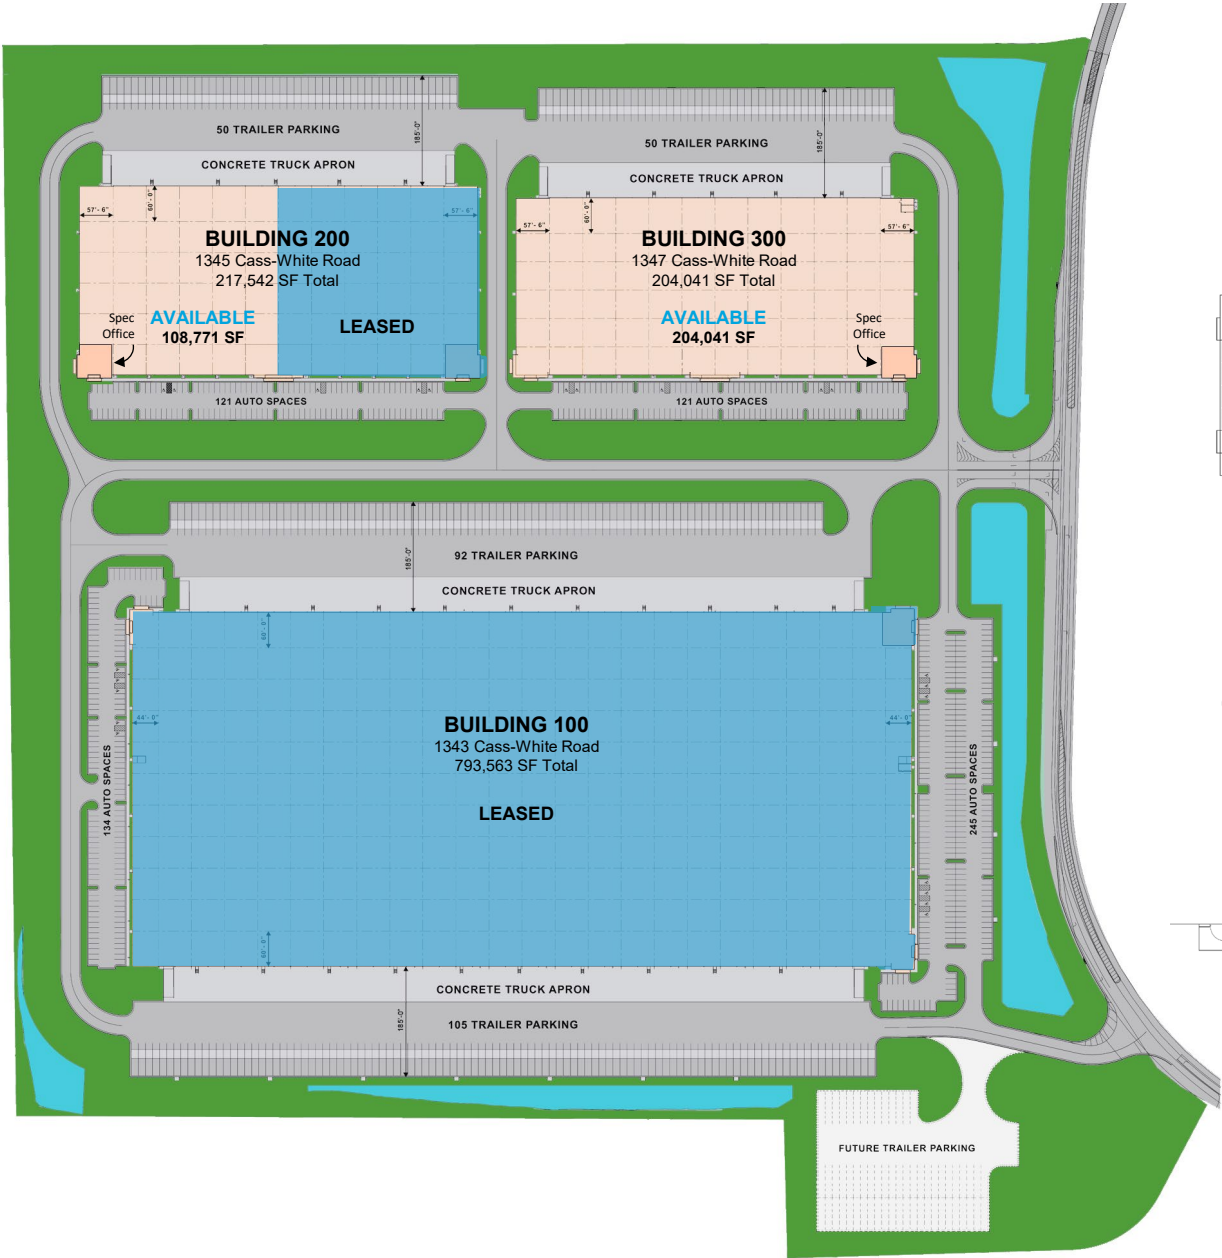 50 TRAILER PARKING
185'-0"
CONCRETE TRUCK APRON
57'- 6"
60'- 0"
57'- 6"
BUILDING 200
1345 Cass-White Road
217,542 SF Total
AVAILABLE
108,771 SF
LEASED
Spec
Office
121 AUTO SPACES
50 TRAILER PARKING
185'-0"
CONCRETE TRUCK APRON
57'- 6"
60'- 0"
57'- 6"
BUILDING 300
1347 Cass-White Road
204,041 SF Total
AVAILABLE
204,041 SF
Spec
Office
121 AUTO SPACES
92 TRAILER PARKING
185'-0"
CONCRETE TRUCK APRON
60'- 0"
44'- 0"
44'- 0"
BUILDING 100
1343 Cass-White Road
793,563 SF Total
LEASED
134 AUTO SPACES
245 AUTO SPACES
60'- 0"
CONCRETE TRUCK APRON
185'-0"
105 TRAILER PARKING
FUTURE TRAILER PARKING